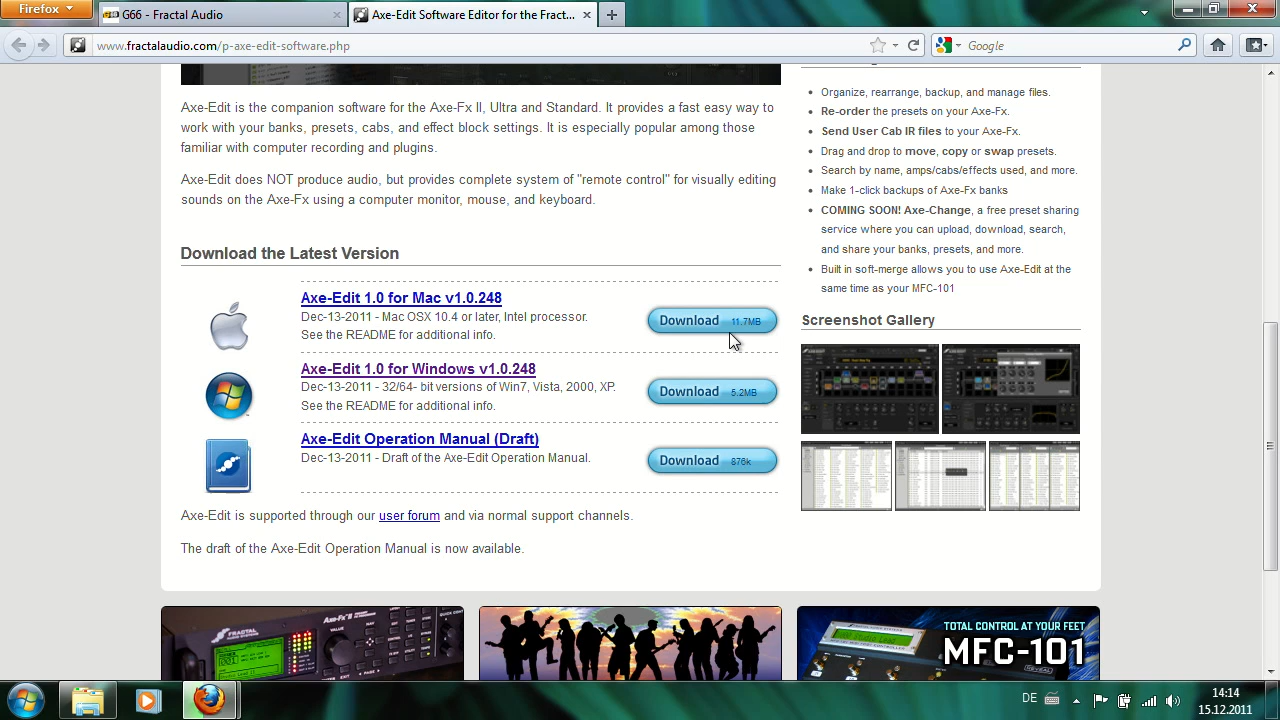 Firefox
G66 - Fractal Audio
Axe-Edit Software Editor for the Fract...
www.fractalaudio.com/p-axe-edit-software.php
Google
Axe-Edit is the companion software for the Axe-Fx II, Ultra and Standard. It provides a fast easy way to
work with your banks, presets, cabs, and effect block settings. It is especially popular among those
familiar with computer recording and plugins.
Axe-Edit does NOT produce audio, but provides complete system of "remote control" for visually editing
sounds on the Axe-Fx using a computer monitor, mouse, and keyboard.
Download the Latest Version
Axe-Edit 1.0 for Mac v1.0.248
Dec-13-2011 - Mac OSX 10.4 or later, Intel processor.
See the README for additional info.
Download 11.7MB
Axe-Edit 1.0 for Windows v1.0.248
Dec-13-2011 - 32/64- bit versions of Win7, Vista, 2000, XP.
See the README for additional info.
Download 5.2MB
Axe-Edit Operation Manual (Draft)
Dec-13-2011 - Draft of the Axe-Edit Operation Manual.
Download 876k
Axe-Edit is supported through our user forum and via normal support channels.
The draft of the Axe-Edit Operation Manual is now available.
Organize, rearrange, backup, and manage files.
Re-order the presets on your Axe-Fx.
Send User Cab IR files to your Axe-Fx.
Drag and drop to move, copy or swap presets.
Search by name, amps/cabs/effects used, and more.
Make 1-click backups of Axe-Fx banks
COMING SOON! Axe-Change, a free preset sharing
service where you can upload, download, search,
and share your banks, presets, and more.
Built in soft-merge allows you to use Axe-Edit at the
same time as your MFC-101
Screenshot Gallery
FRACTAL
Axe-Fx II
VALUE
TOTAL CONTROL AT YOUR FEET
MFC-101
DE
14:14
15.12.2011